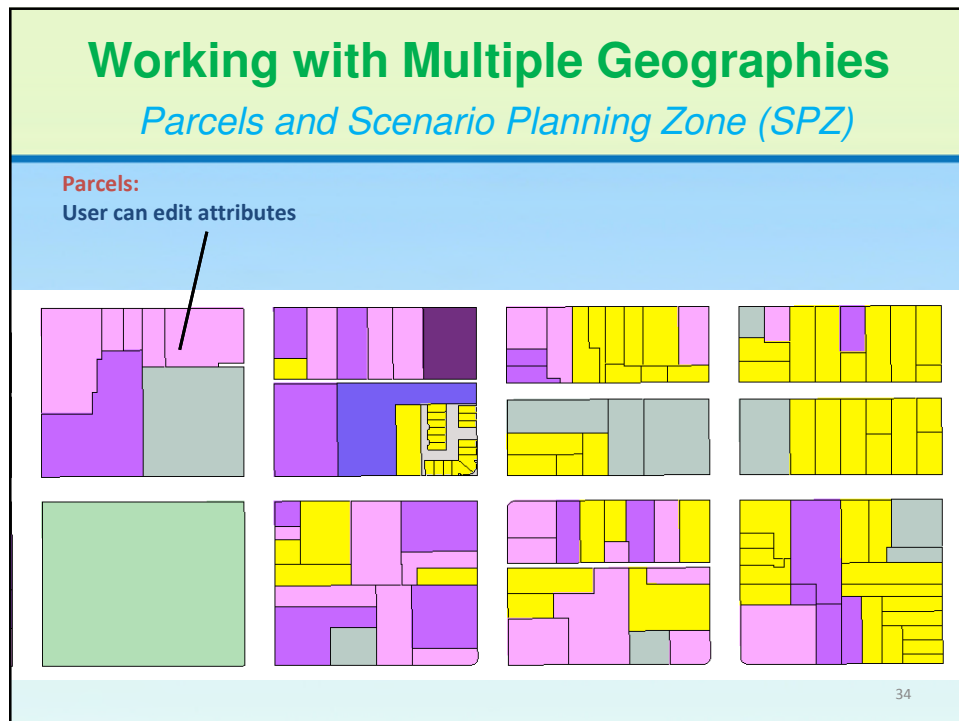 Working with Multiple Geographies
Parcels and Scenario Planning Zone (SPZ)
Parcels:
User can edit attributes
34